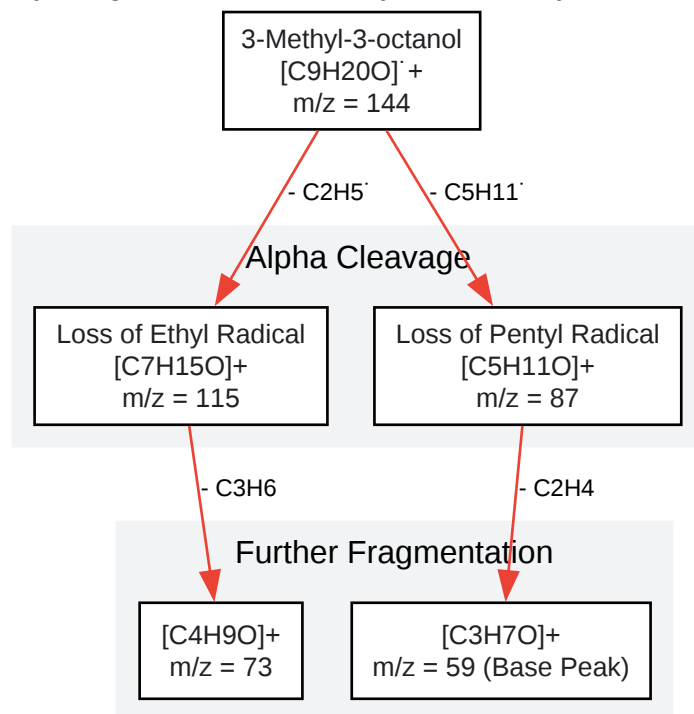 3-Methyl-3-octanol
[C9H20O]˙+
m/z = 144
- C2H5˙
- C5H11˙
Alpha Cleavage
Loss of Ethyl Radical
[C7H15O]+
m/z = 115
Loss of Pentyl Radical
[C5H11O]+
m/z = 87
- C3H6
- C2H4
Further Fragmentation
[C4H9O]+
m/z = 73
[C3H7O]+
m/z = 59 (Base Peak)